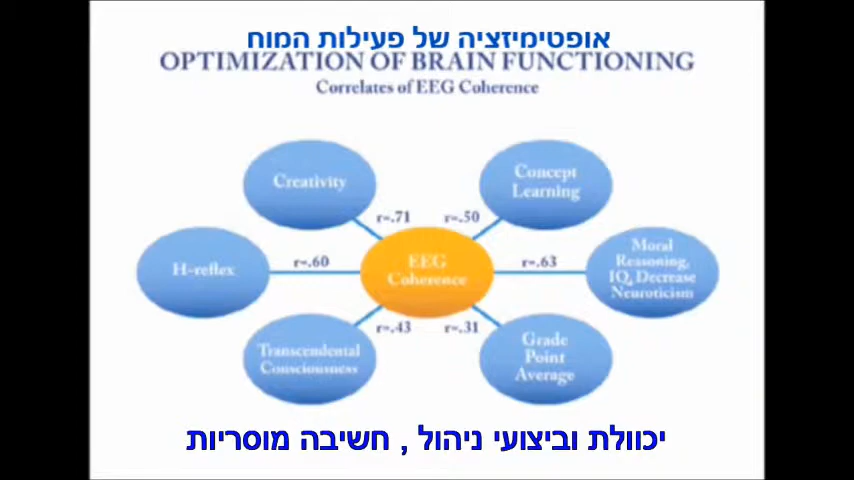 אופטימיזציה של פעילות המוח
OPTIMIZATION OF BRAIN FUNCTIONING
Correlates of EEG Coherence
Creativity
Concept
Learning
r=.71
r=.50
H-reflex
r=.60
EEG
Coherence
r=.63
Moral
Reasoning,
IQ, Decrease
Neuroticism
r=.43
r=.31
Transcendental
Consciousness
Grade
Point
Average
יכוולת וביצועי ניהול , חשיבה מוסריות